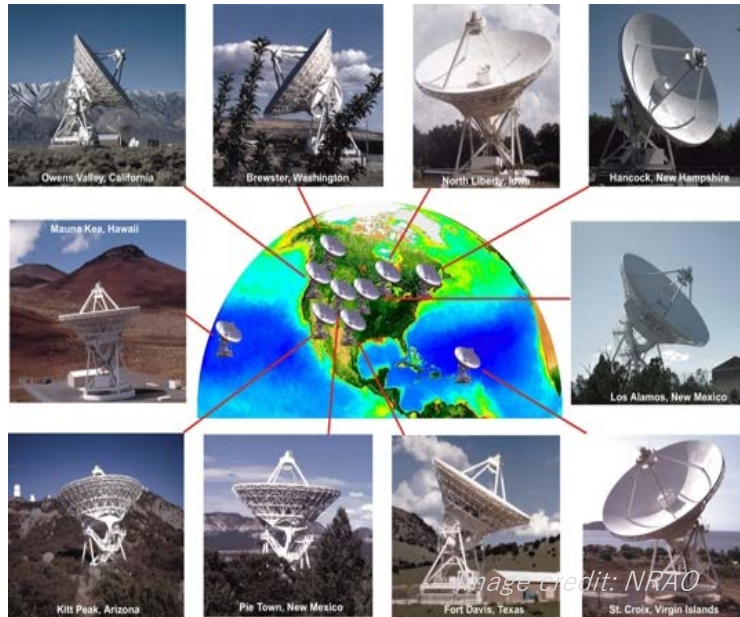 Owens Valley, California
Brewster, Washington
North Liberty, Iowa
Hancock, New Hampshire
Mauna Kea, Hawaii
Los Alamos, New Mexico
Kitt Peak, Arizona
Pie Town, New Mexico
Fort Davis, Texas
St. Croix, Virgin Islands
Image credit: NRAO